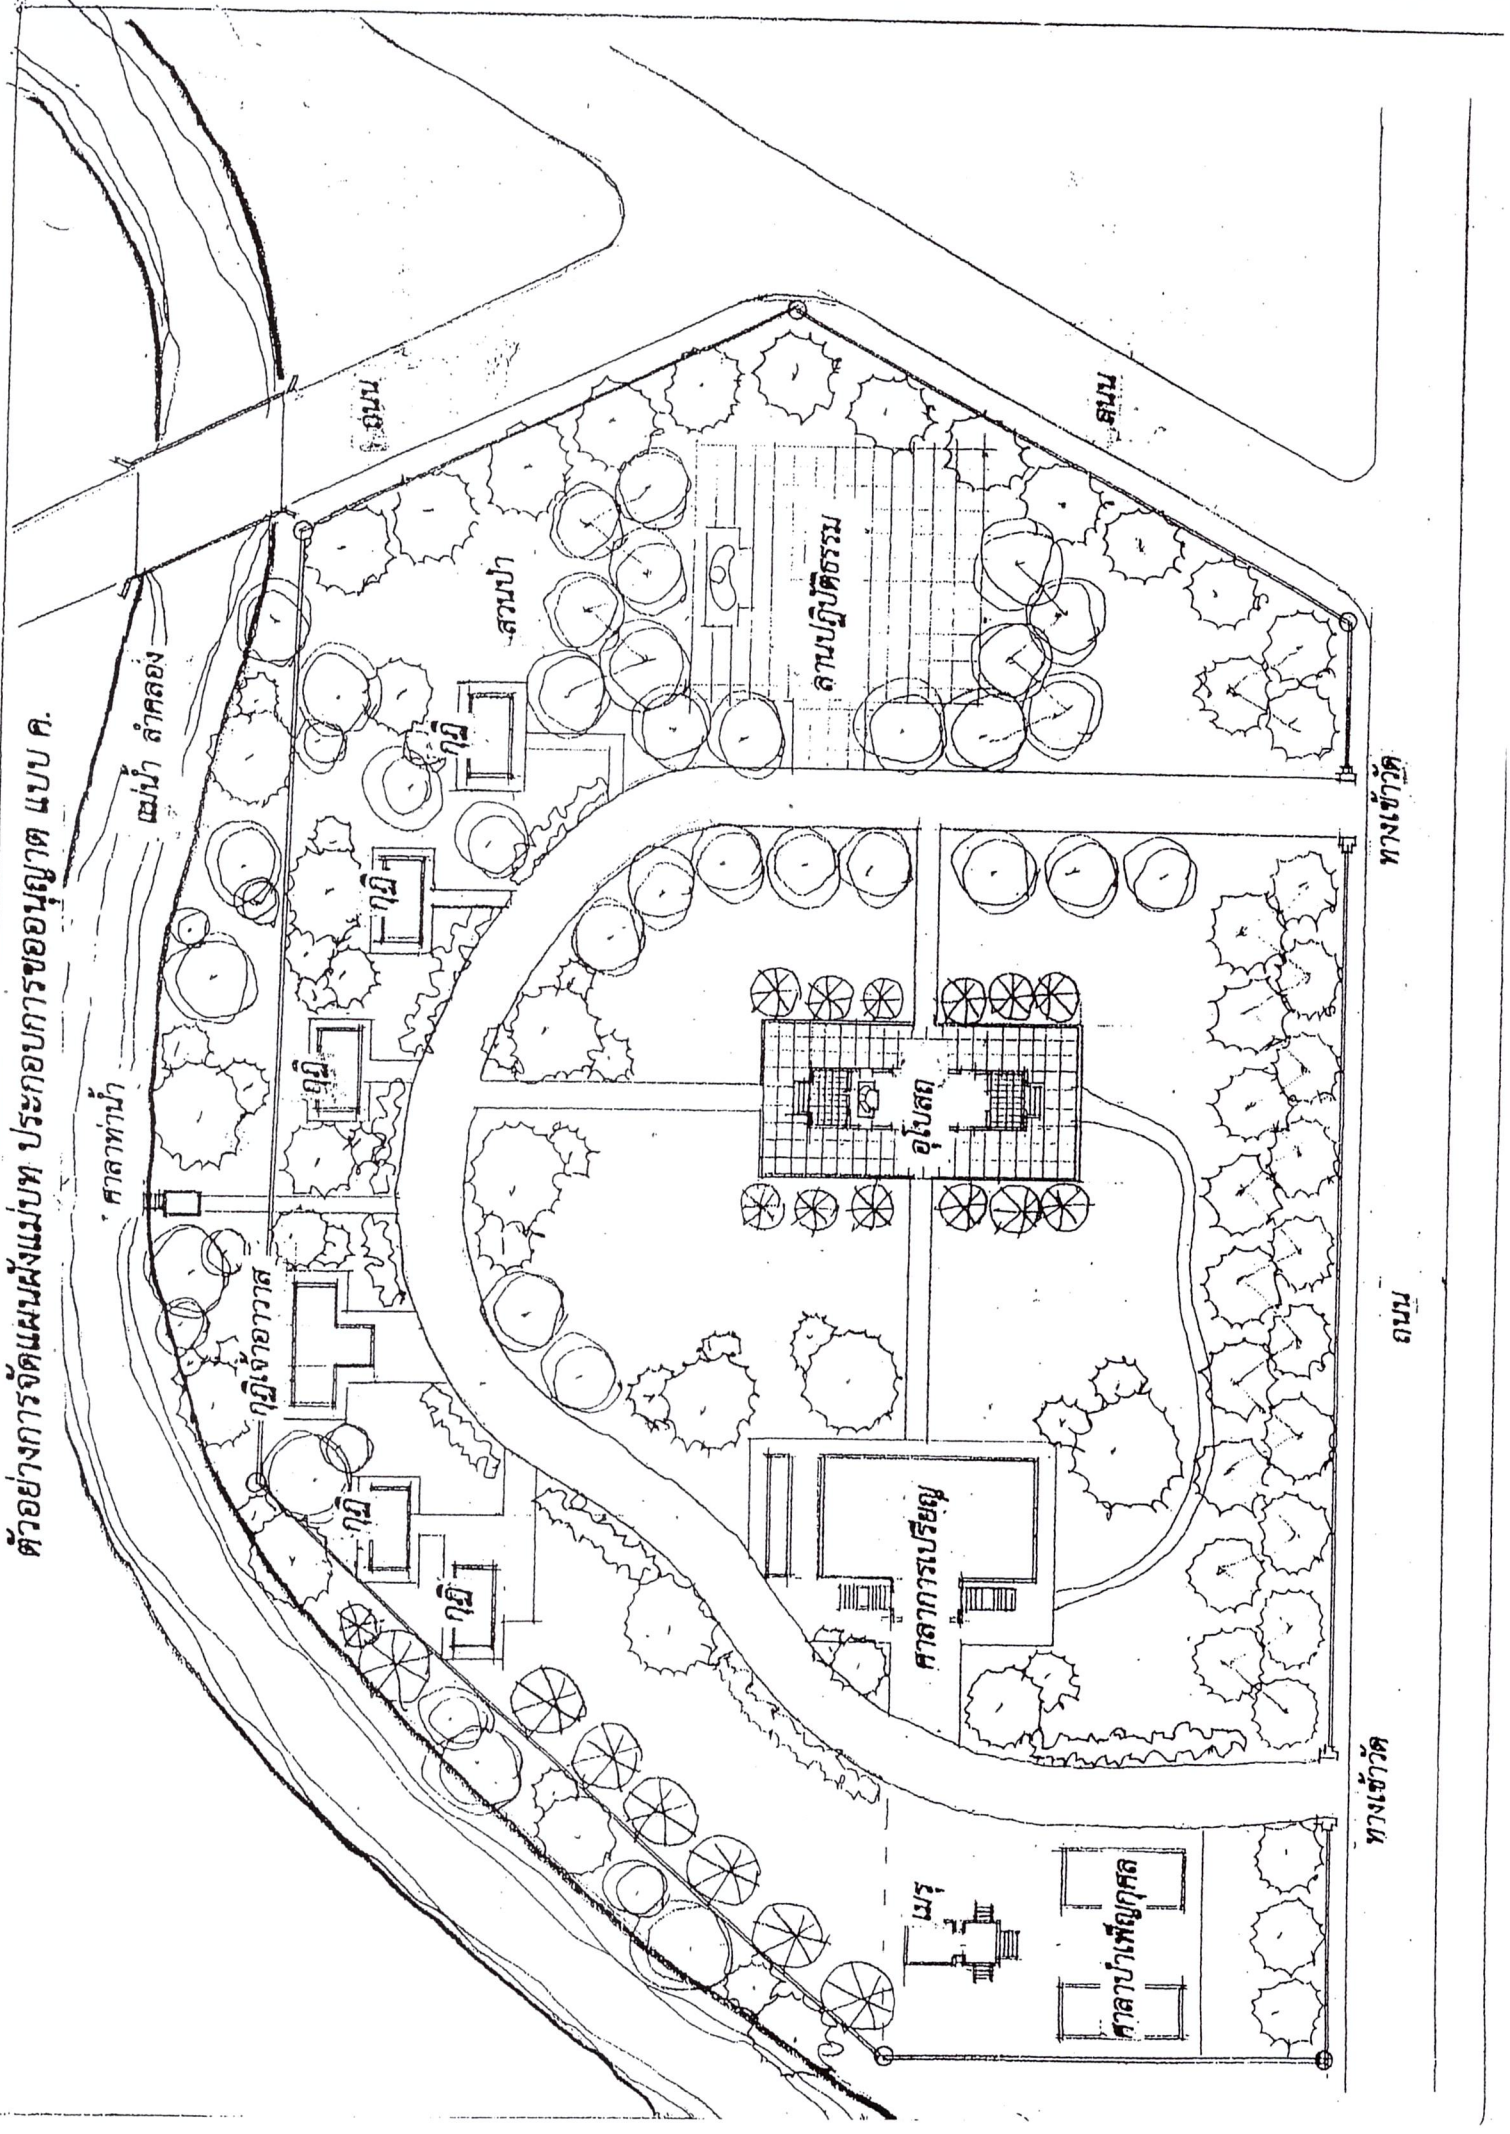 ตัวอย่างการจัดแผนผังแม่บท ประกอบการขออนุญาต แบบ ค.
แม่น้ำ ลำคลอง
ศาลาท่าน้ำ
ถนน
สวนป่า
กุฏิ
กุฏิ
กุฏิ
กุฏิเจ้าอาวาส
กุฏิ
กุฏิ
ลานปฏิบัติธรรม
ถนน
อุโบสถ
ศาลาการเปรียญ
เมรุ
ศาลาบำเพ็ญกุศล
ทางเข้าวัด
ถนน
ทางเข้าวัด